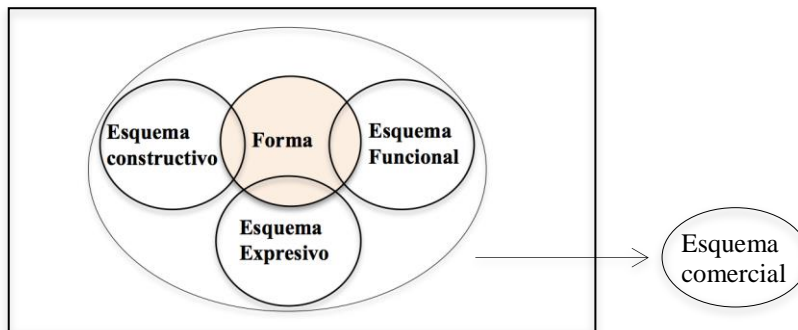 Esquema
constructivo
Forma
Esquema
Funcional
Esquema
Expresivo
Esquema
comercial